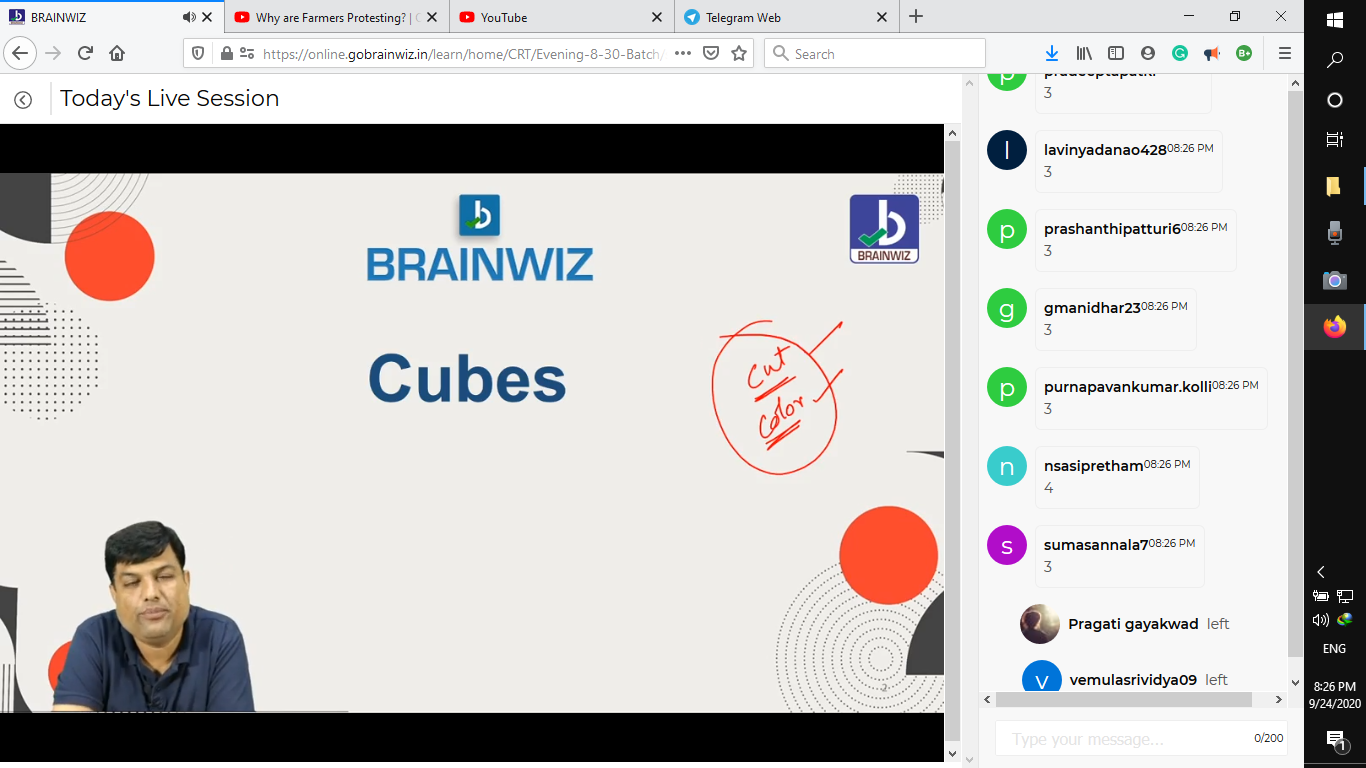 BRAINWIZ
Why are Farmers Protesting? |
YouTube
Telegram Web
https://online.gobrainwiz.in/learn/home/CRT/Evening-8-30-Batch/
Search
Today's Live Session
BRAINWIZ
BRAINWIZ
Cubes
Cut
Color
2
3
lavinyadanao428 08:26 PM
3
prashanthipatturi6 08:26 PM
3
gmanidhar23 08:26 PM
3
purnapavankumar.kolli 08:26 PM
3
nsasipretham 08:26 PM
4
sumasannala7 08:26 PM
3
Pragati gayakwad left
vemulasrividya09 left
Type your message...
0/200
ENG
8:26 PM
9/24/2020
1